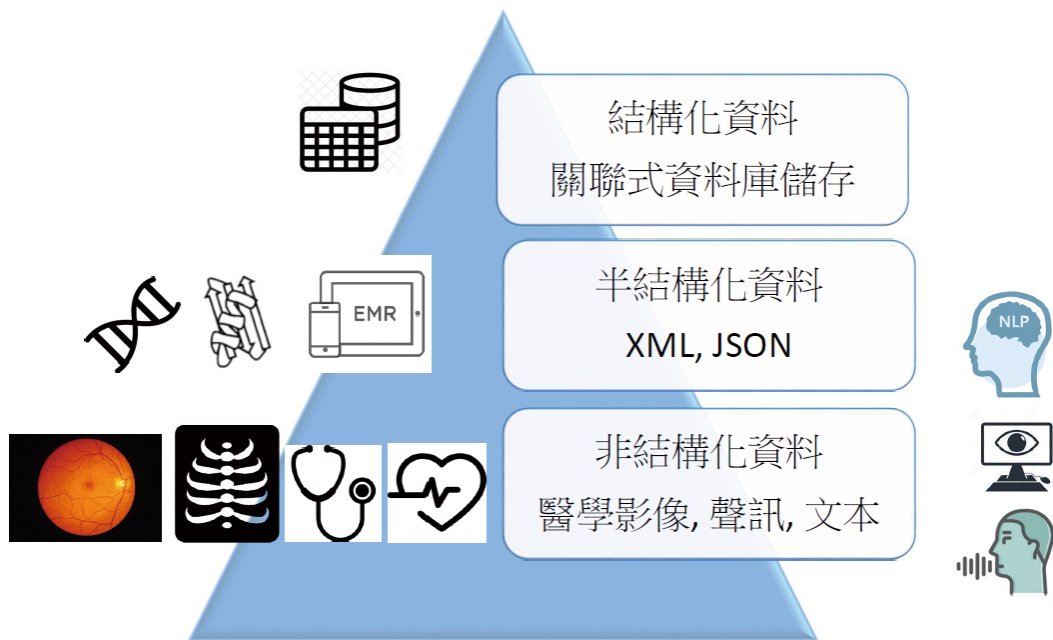 結構化資料
關聯式資料庫儲存
EMR
半結構化資料
XML, JSON
NLP
非結構化資料
醫學影像, 聲訊, 文本